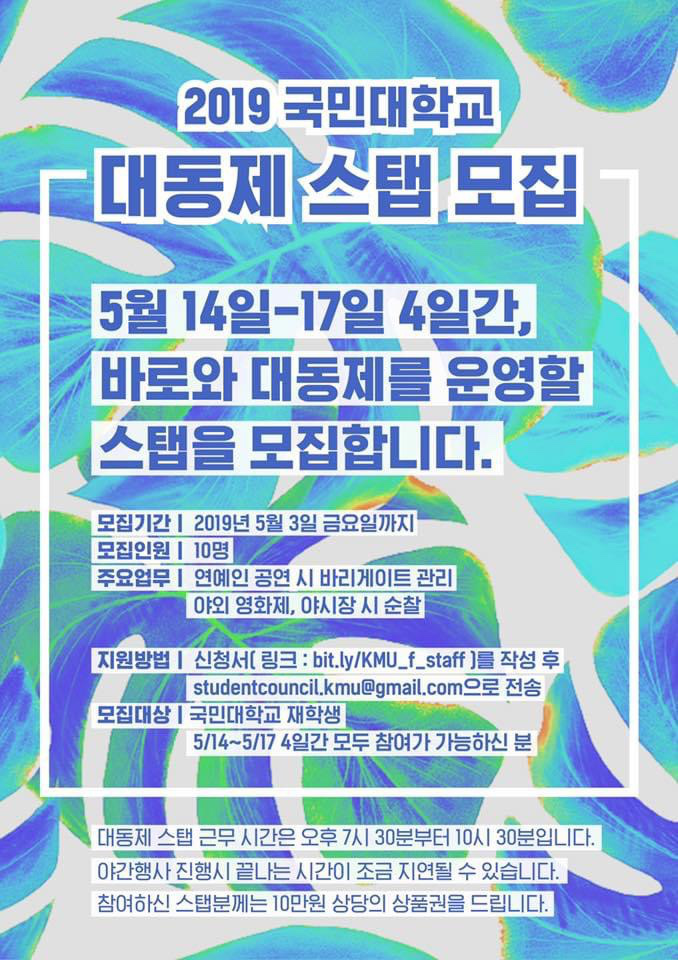 2019 국민대학교
대동제 스탭 모집
5월 14일-17일 4일간,
바로와 대동제를 운영할
스탭을 모집합니다.
모집기간 | 2019년 5월 3일 금요일까지
모집인원 | 10명
주요업무 | 연예인 공연 시 바리게이트 관리
야외 영화제, 야시장 시 순찰
지원방법 | 신청서( 링크 : bit.ly/KMU_f_staff )를 작성 후
studentcouncil.kmu@gmail.com으로 전송
모집대상 | 국민대학교 재학생
5/14~5/17 4일간 모두 참여가 가능하신 분
대동제 스탭 근무 시간은 오후 7시 30분부터 10시 30분입니다.
야간행사 진행시 끝나는 시간이 조금 지연될 수 있습니다.
참여하신 스탭분께는 10만원 상당의 상품권을 드립니다.